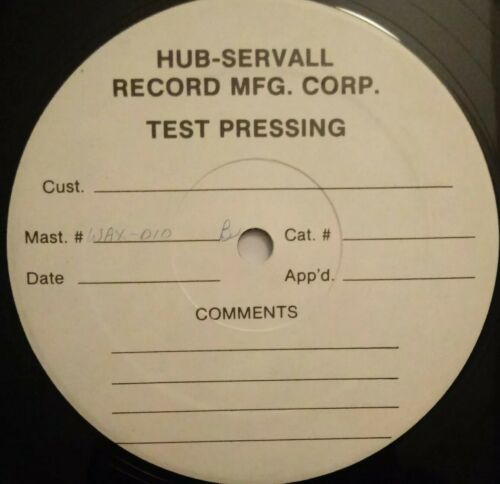 HUB-SERVALL
RECORD MFG. CORP.
TEST PRESSING
Cust.
Mast. # WAX-010 Cat. #
Date App'd.
COMMENTS